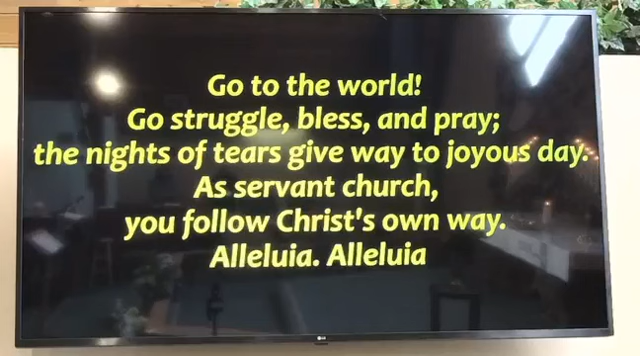 Go to the world!
Go struggle, bless, and pray;
the nights of tears give way to joyous day.
As servant church,
you follow Christ's own way.
Alleluia. Alleluia
LG